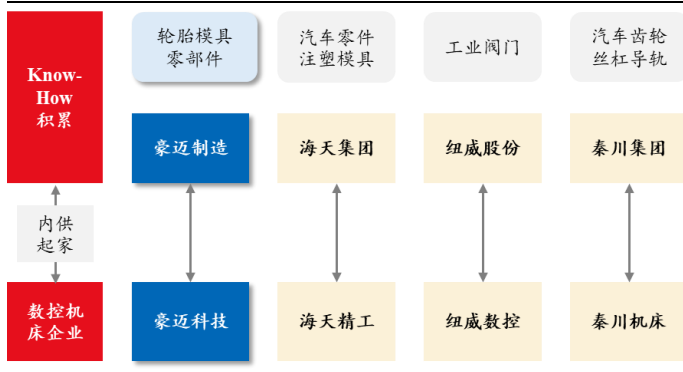 Know-
How
积累
轮胎模具
零部件
汽车零件
注塑模具
工业阀门
汽车齿轮
丝杠导轨
豪迈制造
海天集团
纽威股份
秦川集团
内供
起家
数控机
床企业
豪迈科技
海天精工
纽威数控
秦川机床